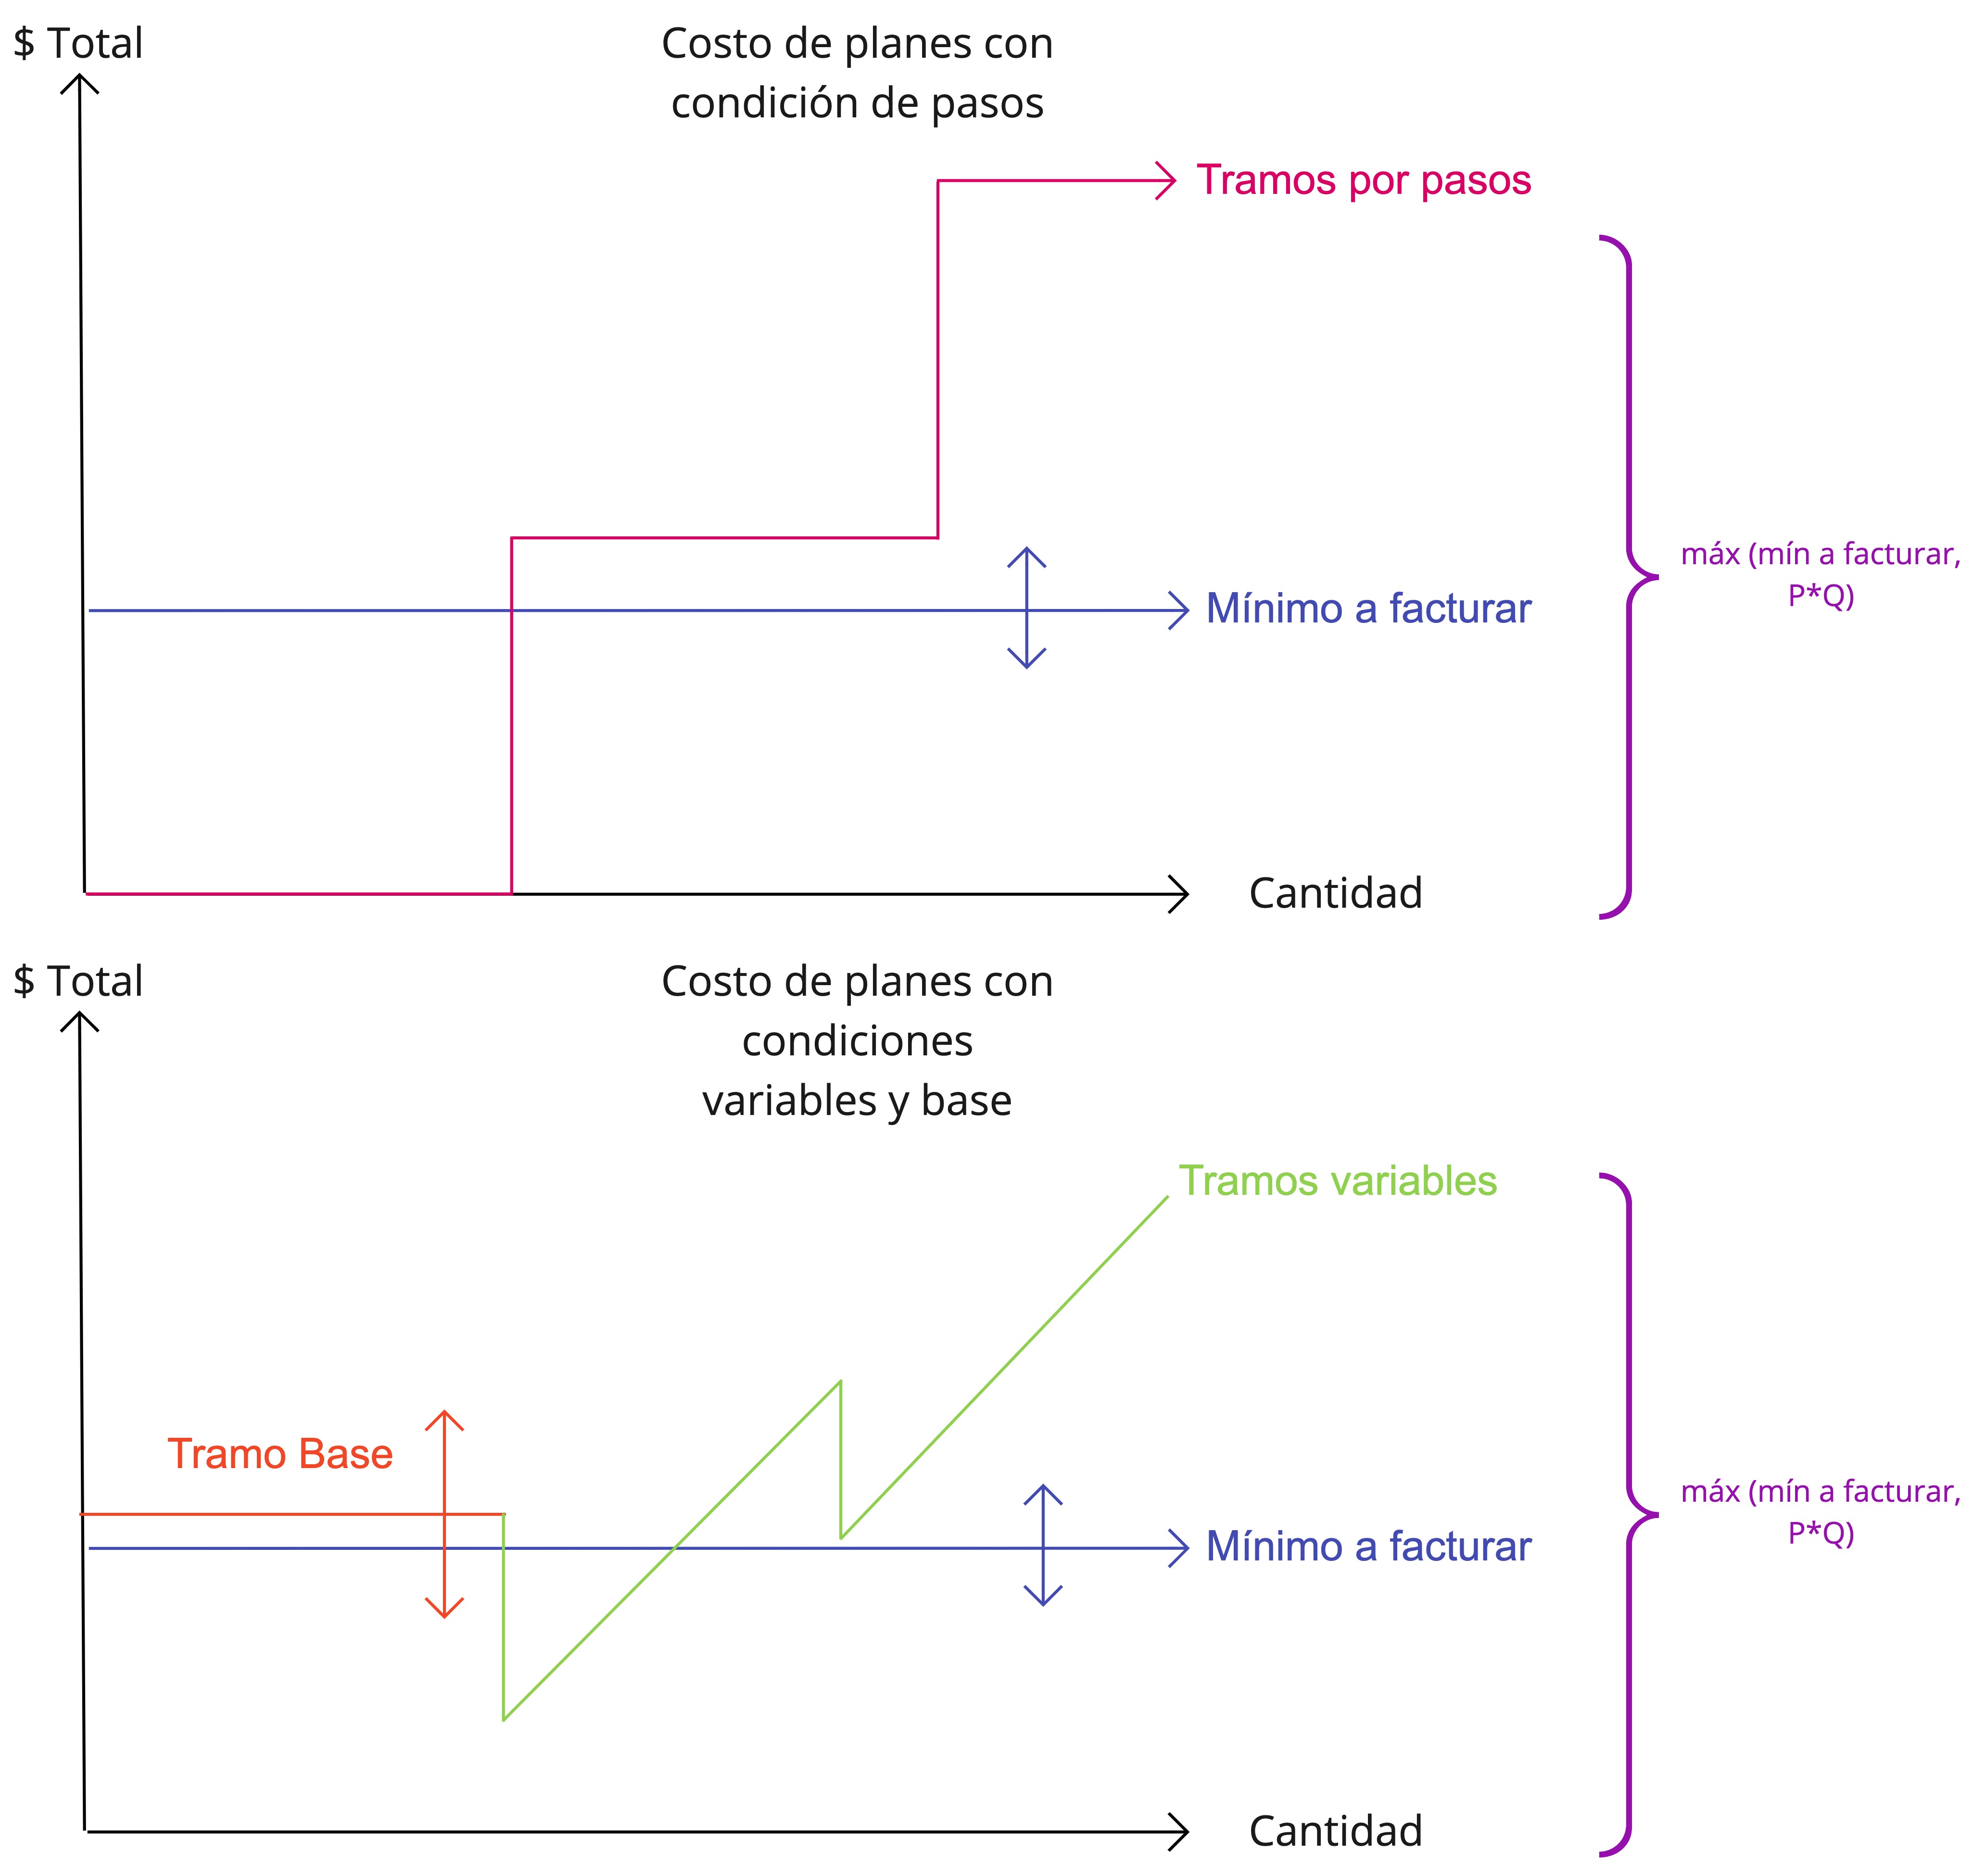 $ Total
Costo de planes con
condición de pasos
Tramos por pasos
máx (mín a facturar,
P*Q)
Mínimo a facturar
Cantidad
$ Total
Costo de planes con
condiciones
variables y base
Tramos variables
Tramo Base
máx (mín a facturar,
P*Q)
Mínimo a facturar
Cantidad